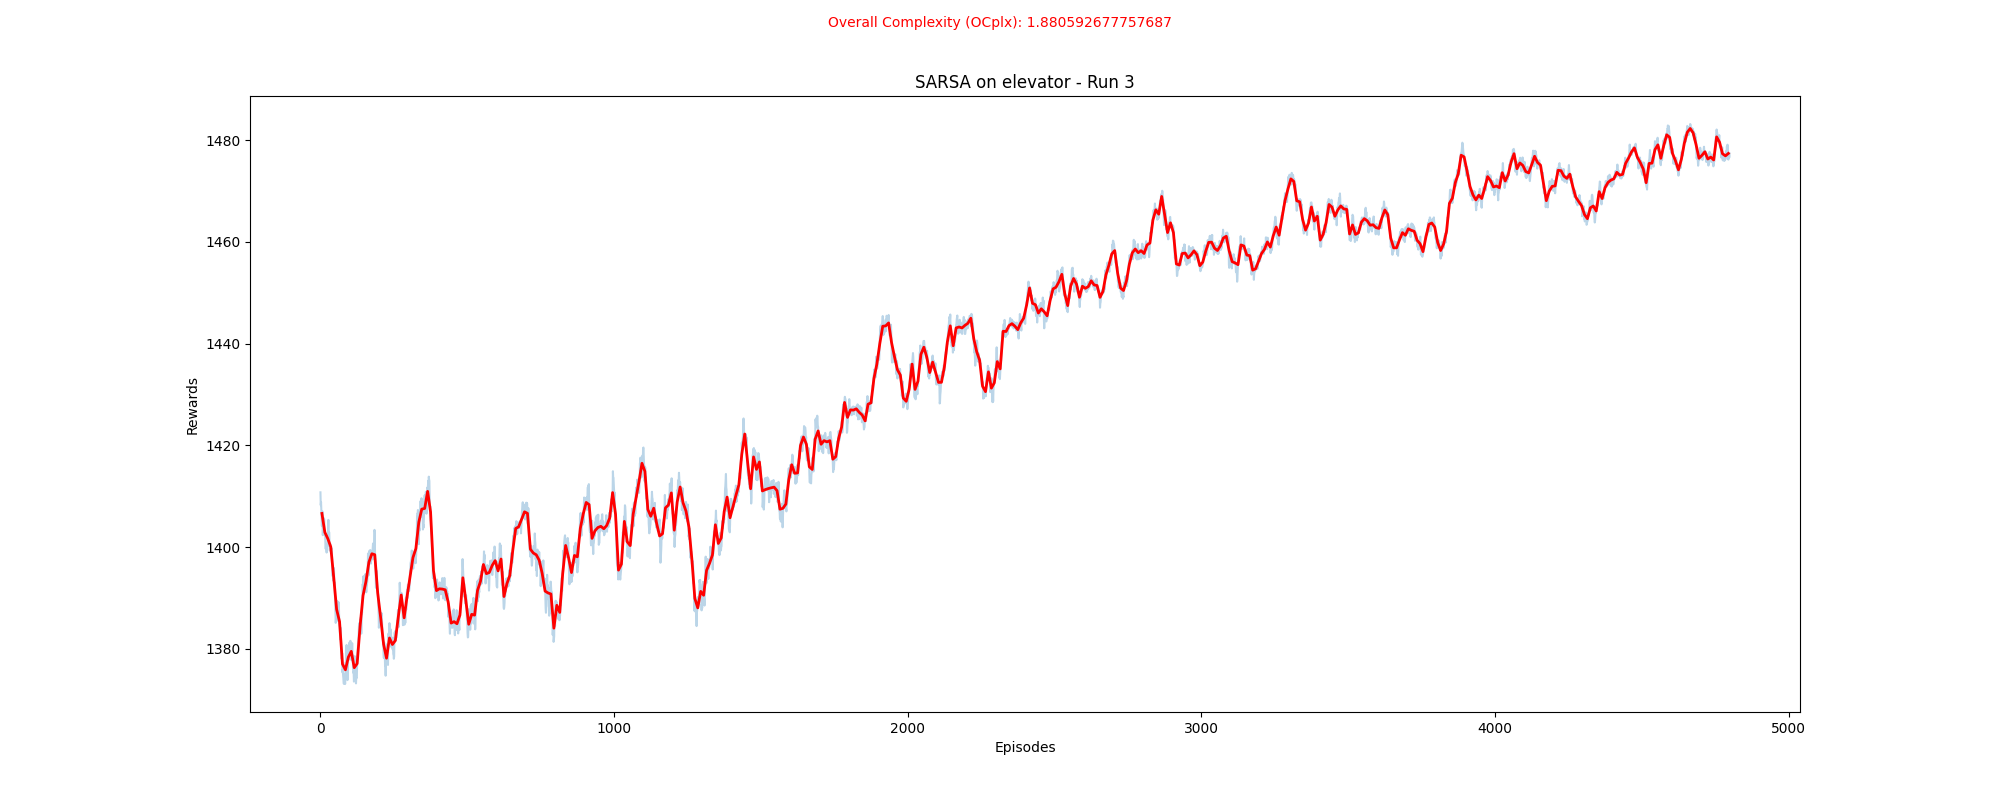 Overall Complexity (OCplx): 1.880592677757687
SARSA on elevator - Run 3
1480
1460
1440
1420
1400
1380
Rewards
0 1000 2000 3000 4000 5000
Episodes